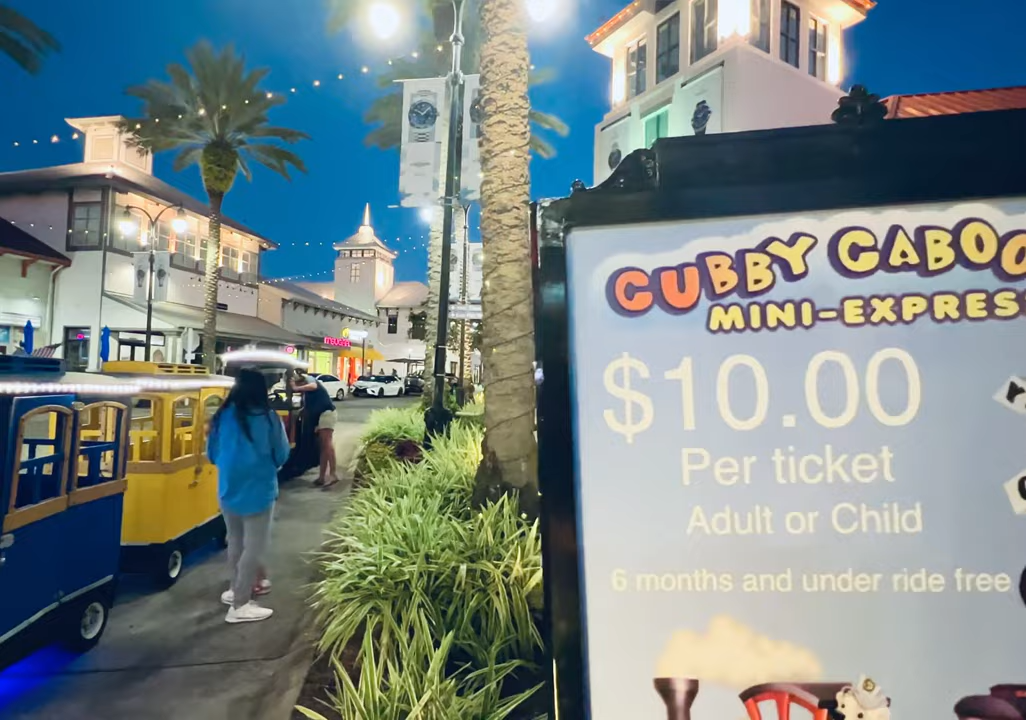 CUBBY CABOO
MINI-EXPRES
$10.00
Per ticket
Adult or Child
6 months and under ride free